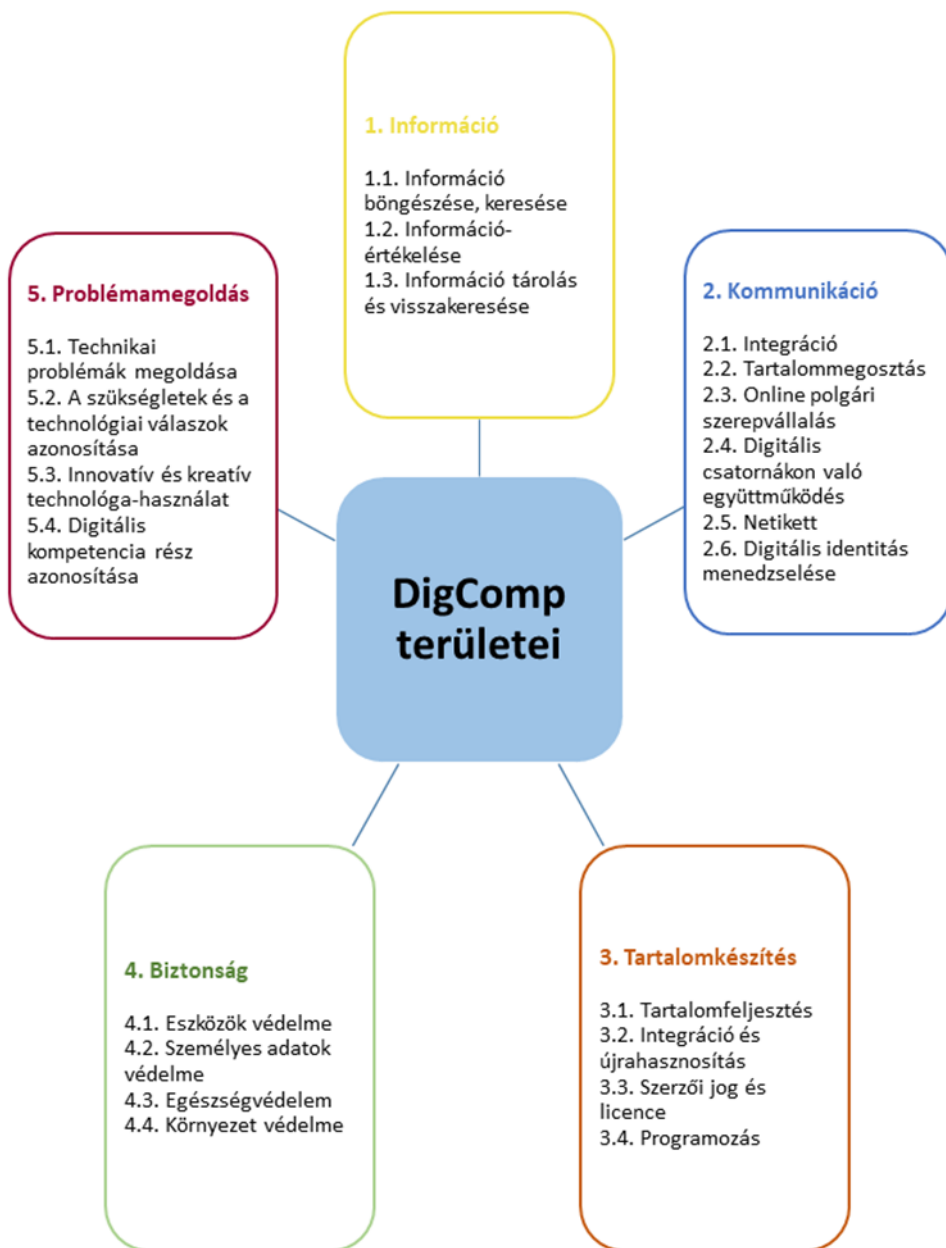 1. Információ
1.1. Információ
böngészése, keresése
1.2. Információ-
értékelése
1.3. Információ tárolás
és visszakeresése
2. Kommunikáció
2.1. Integráció
2.2. Tartalommegosztás
2.3. Online polgári
szerepvállalás
2.4. Digitális
csatornákon való
együttműködés
2.5. Netikett
2.6. Digitális identitás
menedzselése
5. Problémamegoldás
5.1. Technikai
problémák megoldása
5.2. A szükségletek és a
technológiai válaszok
azonosítása
5.3. Innovatív és kreatív
technológa-használat
5.4. Digitális
kompetencia rész
azonosítása
DigComp
területei
4. Biztonság
4.1. Eszközök védelme
4.2. Személyes adatok
védelme
4.3. Egészségvédelem
4.4. Környezet védelme
3. Tartalomkészítés
3.1. Tartalomfeljesztés
3.2. Integráció és
újrahasznosítás
3.3. Szerzői jog és
licence
3.4. Programozás